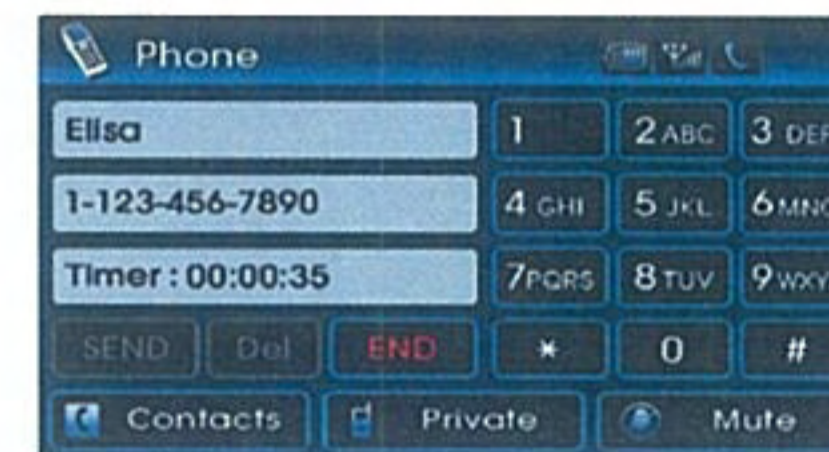 Phone
Elisa
1-123-456-7890
Timer : 00:00:35
SEND Del END
1 2 ABC 3 DEF
4 GHI 5 JKL 6 MNO
7 PQRS 8 TUV 9 WXY
* 0 #
Contacts Private Mute